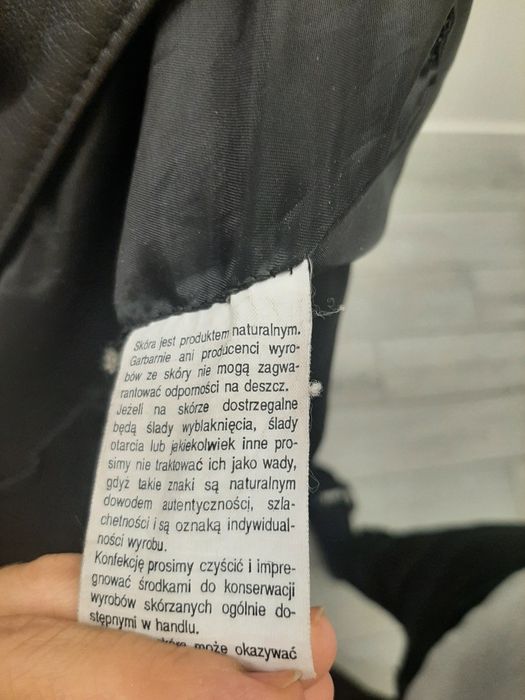 Skóra jest produktem naturalnym.
Garbarnie ani producenci wyro-
bów ze skóry nie mogą zagwa-
rantować odporności na deszcz.
Jeżeli na skórze dostrzegalne
będą ślady wyblaknięcia, ślady
otarcia lub jakiekolwiek inne pro-
simy nie traktować ich jako wady,
gdyż takie znaki są naturalnym
dowodem autentyczności, szla-
chetności i są oznaką indywidual-
ności wyrobu.
Konfekcję prosimy czyścić i impre-
gnować środkami do konserwacji
wyrobów skórzanych ogólnie do-
stępnymi w handlu.
skóra może okazywać